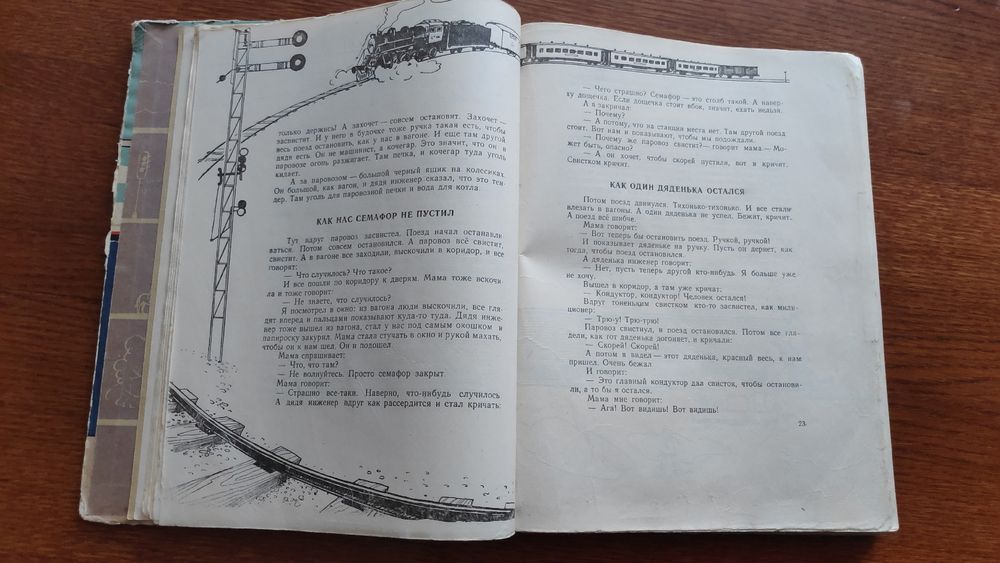 только держись! А захочет — совсем остановит. Захочет —
засвистит. И у него в будочке тоже ручка такая есть, чтобы
весь поезд остановить, как у нас в вагоне. И еще там другой
дядя есть. Он не машинист, а кочегар. Это значит, что он в
паровозе огонь разжигает. Там печка, и кочегар туда уголь
кидает.
А за паровозом — большой черный ящик на колесиках.
Он большой, как вагон, и дядя инженер сказал, что это тен-
дер. Там уголь для паровозной печки и вода для котла.
КАК НАС СЕМАФОР НЕ ПУСТИЛ
Тут вдруг паровоз засвистел. Поезд начал останавли
ваться. Потом совсем остановился. А паровоз всё свистит,
свистит. А в вагоне все заходили, выскочили в коридор, и все
говорят:
— Что случилось? Что такое?
И все пошли по коридору к дверям. Мама тоже вскочи
ла и тоже говорит:
— Не знаете, что случилось?
Я посмотрел в окно: из вагона люди выскочили, все гля-
дят вперед и пальцами показывают куда-то туда. Дядя инже-
нер тоже вышел из вагона, стал у нас под самым окошком и
папироску закурил. Мама стала стучать в окно и рукой махать,
чтобы он к нам шел. Он и подошел
Мама спрашивает:
— Что, что там?
— Не волнуйтесь. Просто семафор закрыт.
Мама говорит:
— Страшно все-таки. Наверно, что-нибудь случилось
А дядя инженер вдруг как рассердится и стал кричать:
— Чего страшно? Семафор — это столб такой. А навер-
ху дощечка. Если дощечка стоит вбок, значит, ехать нельзя.
А я закричал:
— Почему?
— А потому, что на станции места нет. Там другой поезд
стоит. Вот нам и показывают, чтобы мы подождали.
— Почему же паровоз свистит?— говорит мама — Мо-
жет быть, опасно?
— А он хочет, чтобы скорей пустили, вот и кричит.
Свистком кричит.
КАК ОДИН ДЯДЕНЬКА ОСТАЛСЯ
Потом поезд двинулся. Тихонько-тихонько. И все стали
влезать в вагоны. А один дяденька не успел. Бежит, кричит.
А поезд всё шибче.
Мама говорит:
— Вот теперь бы остановить поезд. Ручкой, ручкой!
И показывает дяденьке на ручку. Пусть он дернет, как
тогда, чтобы поезд остановился.
А дяденька инженер говорит:
— Нет, пусть теперь другой кто-нибудь. Я больше уже
не хочу.
Вышел в коридор, а там уже кричат:
— Кондуктор, кондуктор! Человек остался!
Вдруг тоненьким свистком кто-то засвистел, как мили-
ционер:
— Трю-у! Трю-трю!
Паровоз свистнул, и поезд остановился. Потом все гля-
дели, как тот дяденька догоняет, и кричали:
— Скорей! Скорей!
А потом я видел — этот дяденька, красный весь, к нам
пришел. Очень бежал
И говорит:
— Это главный кондуктор дал свисток, чтобы останови-
ли, а то бы я остался.
Мама мне говорит:
— Ага! Вот видишь! Вот видишь!
23